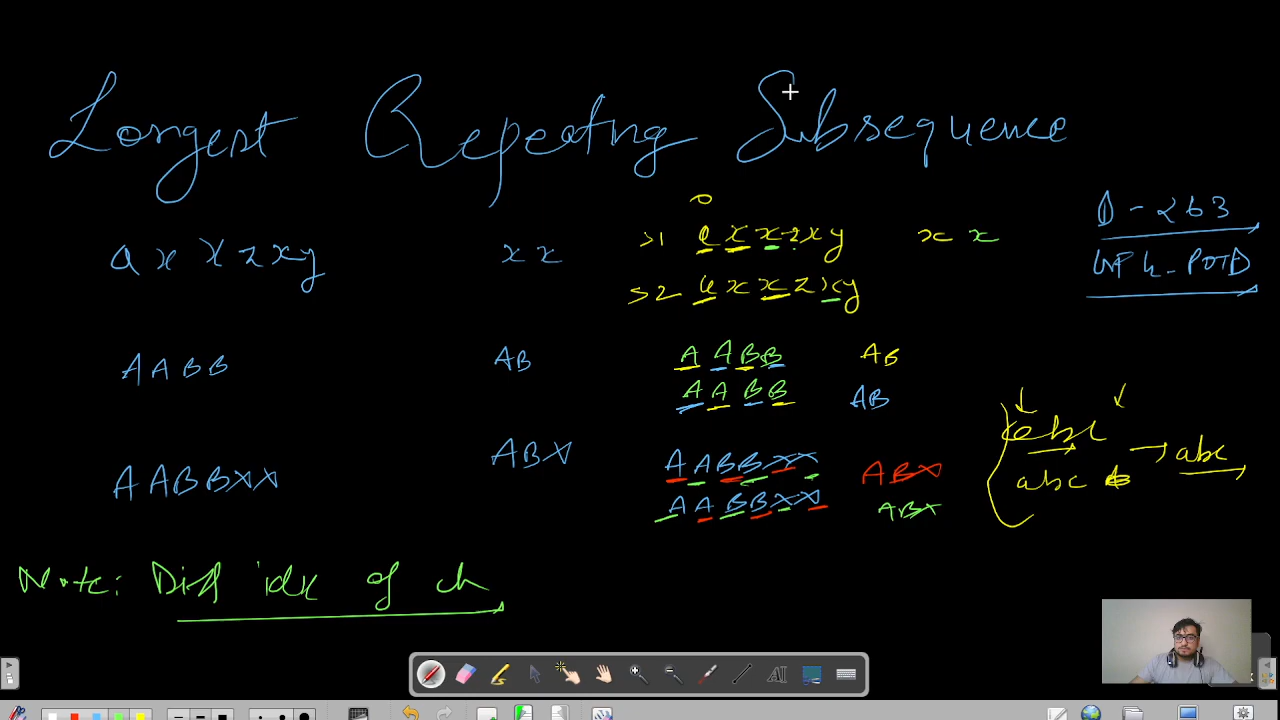 Longest Repeating Subsequence
axxzxy
xx
s1 axxzxy
0
x x
s2 axxzxy
D-263
GFG-POTD
AABB
AB
AABB
AB
AABB
AB
AABBXX
ABX
AABBXX
ABX
AABBXX
ABX
abc
abc
→ abc
Note: Diff idx of ch